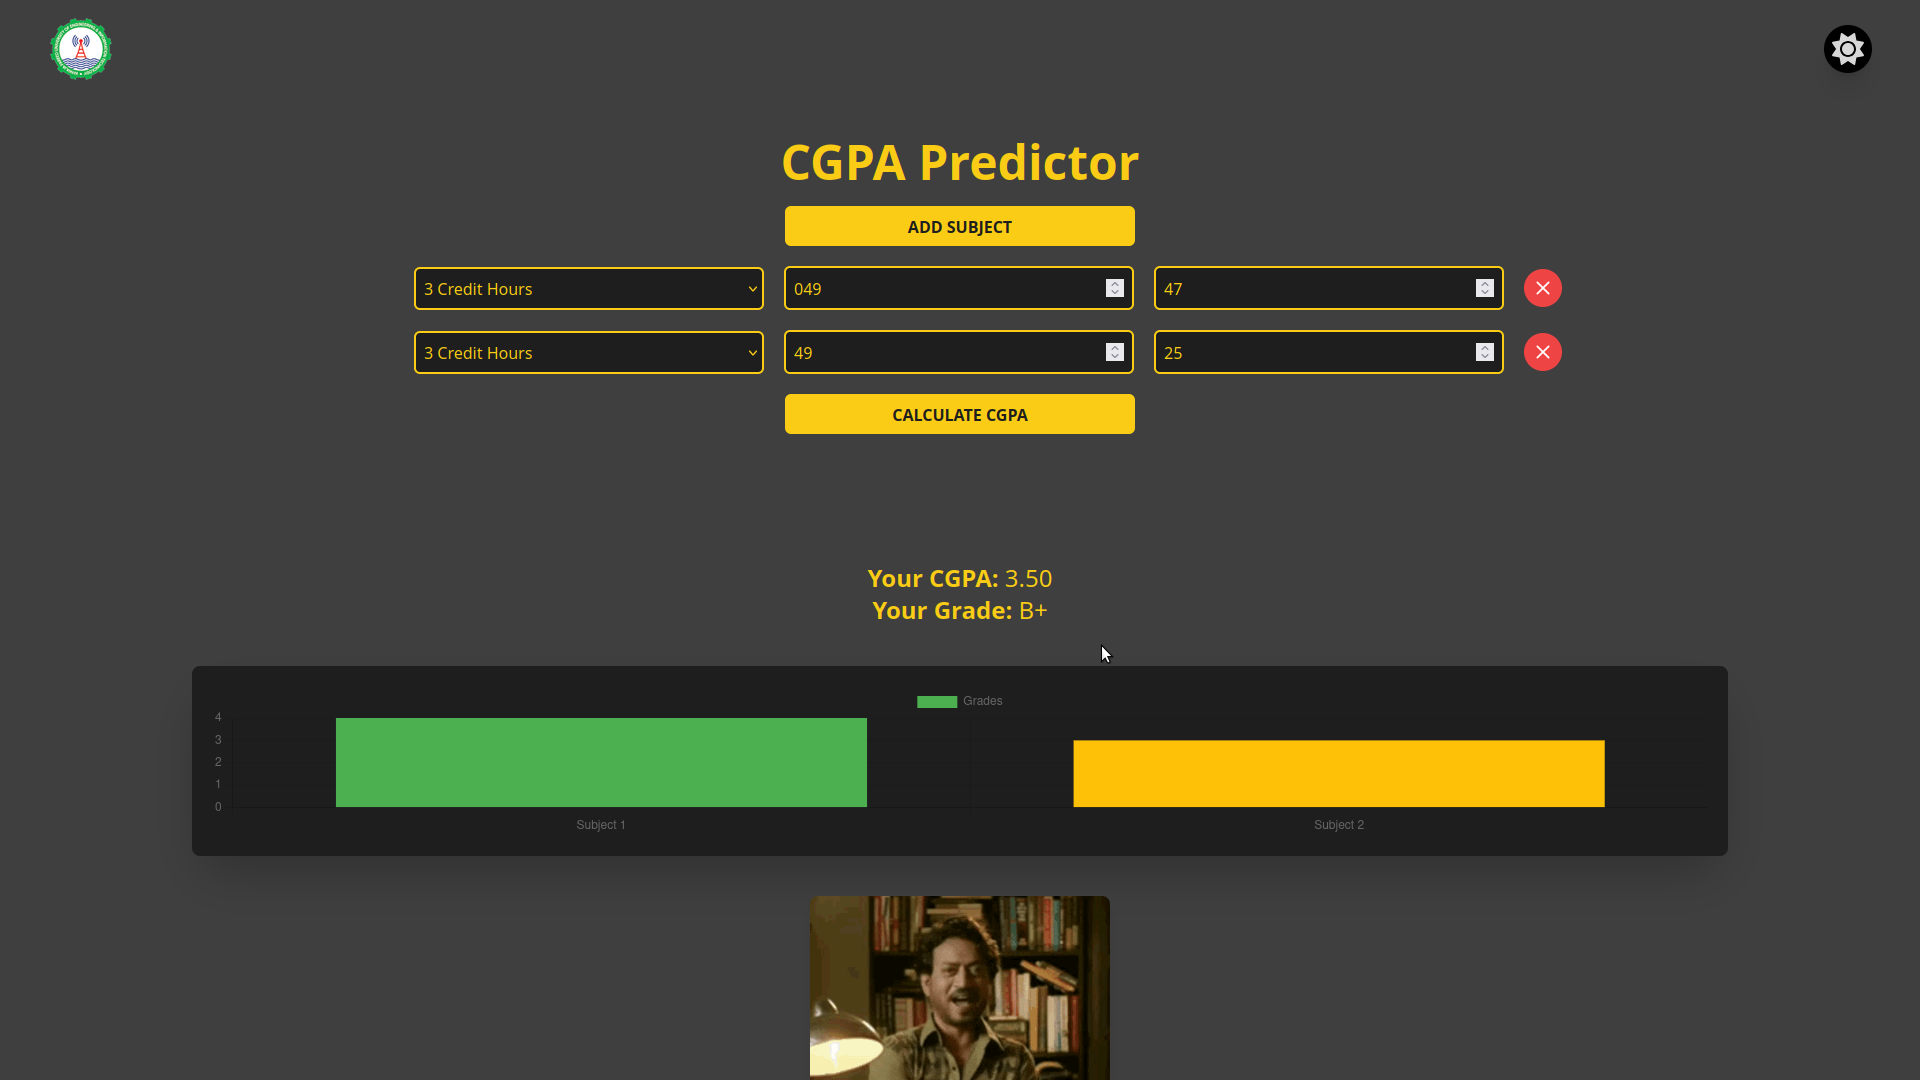 CGPA Predictor
ADD SUBJECT
3 Credit Hours 049 47
3 Credit Hours 49 25
CALCULATE CGPA
Your CGPA: 3.50
Your Grade: B+
Grades
4
3
2
1
0
Subject 1 Subject 2